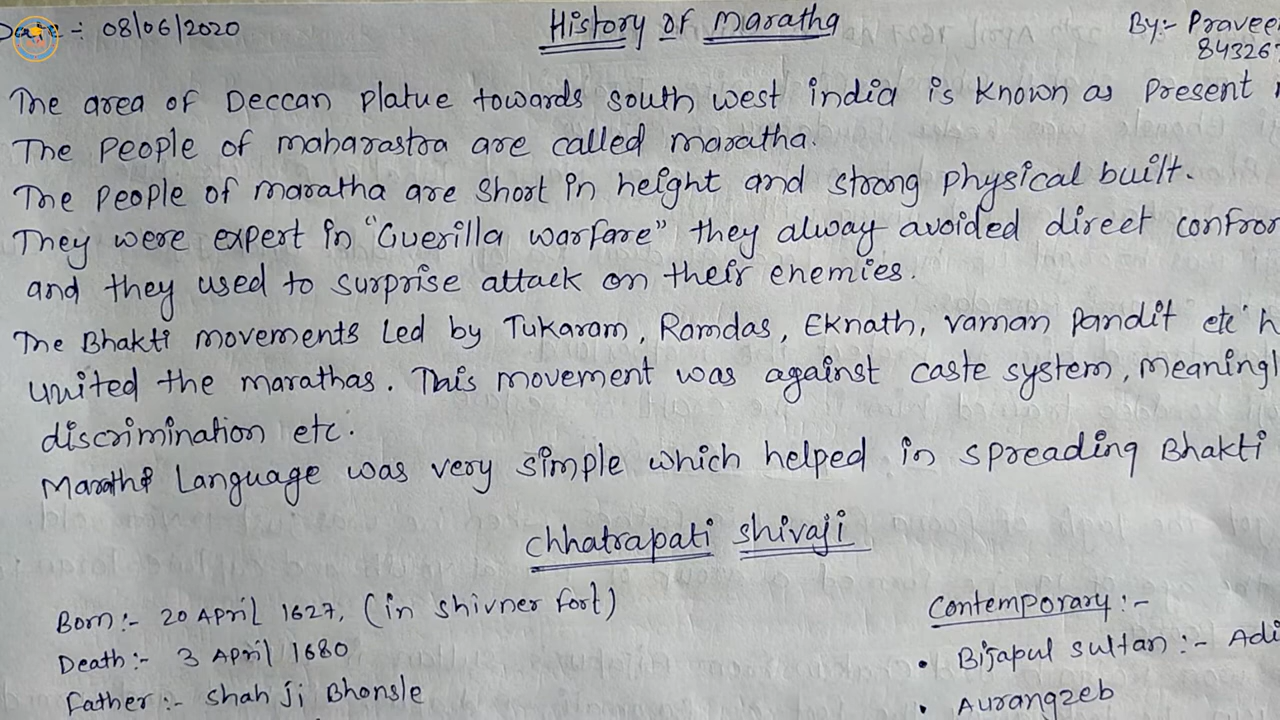 Date :- 08/06/2020
History of Maratha
By:- Praveen
84326
The area of Deccan Platue towards south west india is known as Present
The People of maharastra are called maratha.
The people of maratha are short in height and strong physical built.
They were expert in "Guerilla warfare" they alway avoided direct confron
and they used to surprise attack on their enemies.
The Bhakti movements Led by Tukaram, Ramdas, Eknath, vaman Pandit etc h
united the marathas. This movement was against caste system, meaningl
discrimination etc.
Marathi Language was very simple which helped in spreading Bhakti
chhatrapati shivaji
Born:- 20 April 1627, (in shivner fort)
Death:- 3 April 1680
Father :- Shah Ji Bhonsle
Contemporary :-
• Bijapul sultan :- Adi
• Aurangzeb